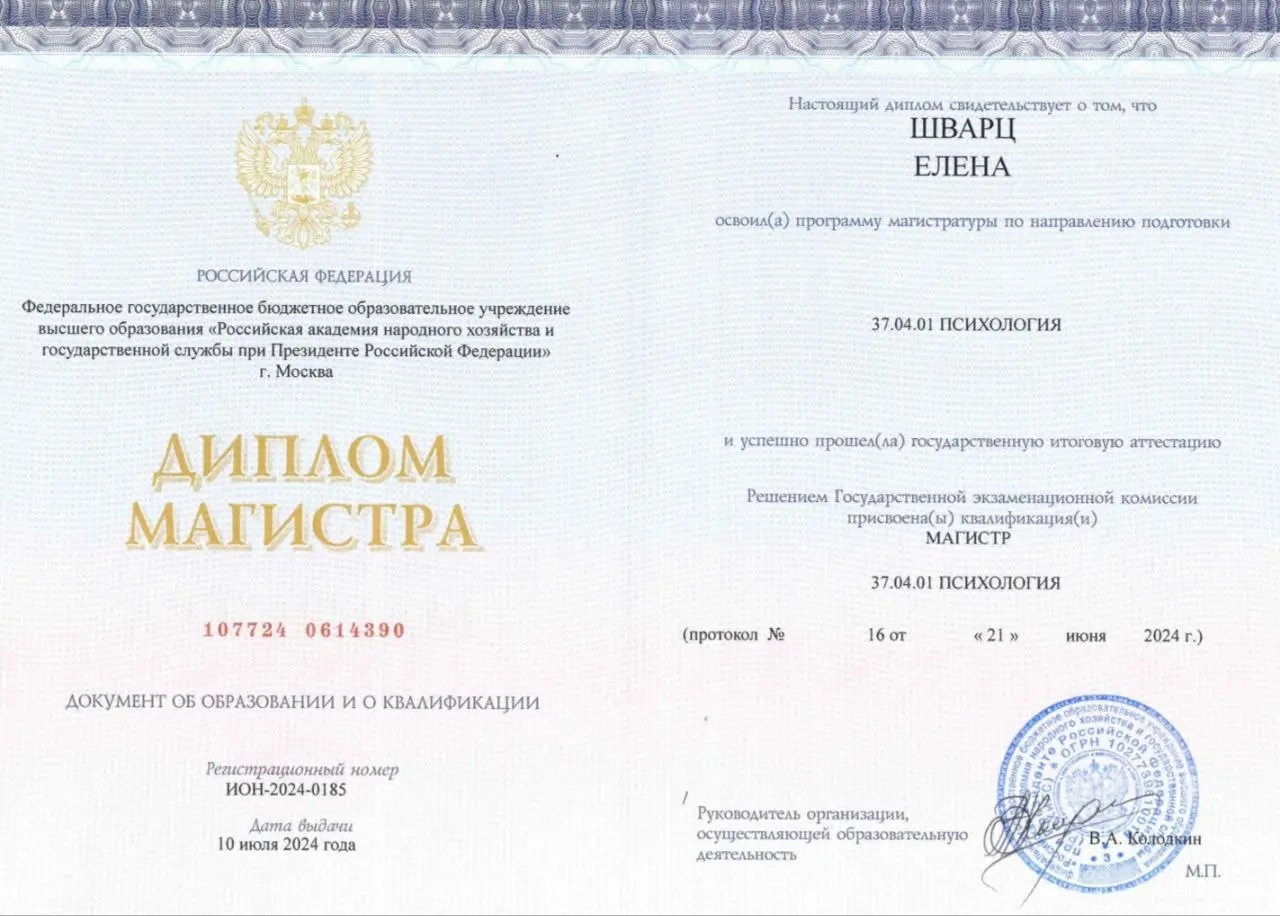 РОССИЙСКАЯ ФЕДЕРАЦИЯ
Федеральное государственное бюджетное образовательное учреждение
высшего образования «Российская академия народного хозяйства и
государственной службы при Президенте Российской Федерации»
г. Москва
ДИПЛОМ
МАГИСТРА
107724 0614390
ДОКУМЕНТ ОБ ОБРАЗОВАНИИ И О КВАЛИФИКАЦИИ
Регистрационный номер
ИОН-2024-0185
Дата выдачи
10 июля 2024 года
Настоящий диплом свидетельствует о том, что
ШВАРЦ
ЕЛЕНА
освоил(а) программу магистратуры по направлению подготовки
37.04.01 ПСИХОЛОГИЯ
и успешно прошел(ла) государственную итоговую аттестацию
Решением Государственной экзаменационной комиссии
присвоена(ы) квалификация(и)
МАГИСТР
37.04.01 ПСИХОЛОГИЯ
(протокол № 16 от « 21 » июня 2024 г.)
Руководитель организации,
осуществляющей образовательную
деятельность
В.А. Колодкин
М.П.